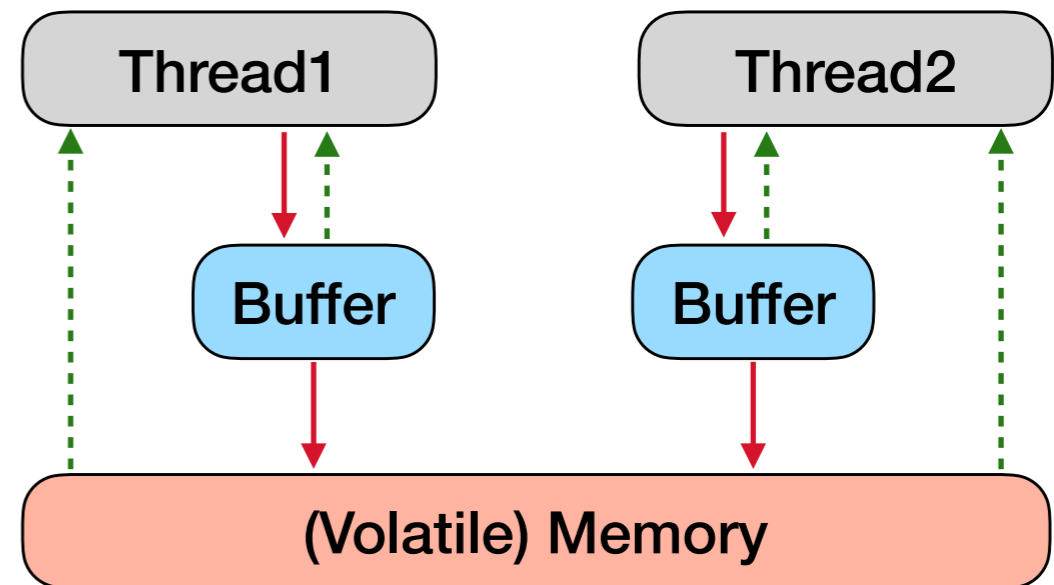 Thread1
Thread2
Buffer
Buffer
(Volatile) Memory